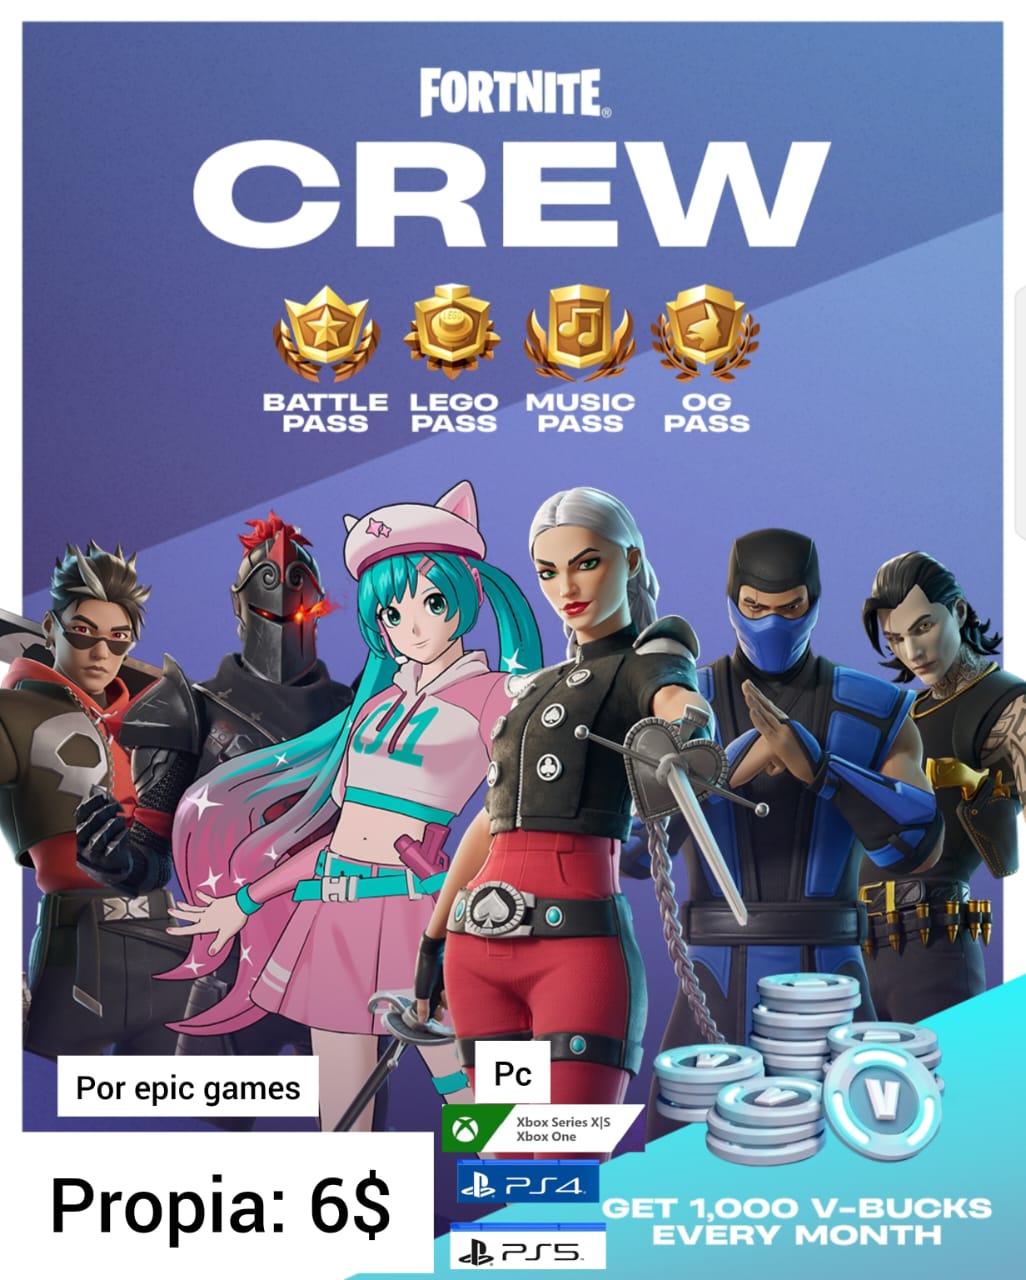 FORTNITE®
CREW
BATTLE PASS
LEGO PASS
MUSIC PASS
OG PASS
LEGO
01
Por epic games
Pc
Xbox Series X|S
Xbox One
Propia: 6$
PS4
PS5
V
GET 1,000 V-BUCKS
EVERY MONTH